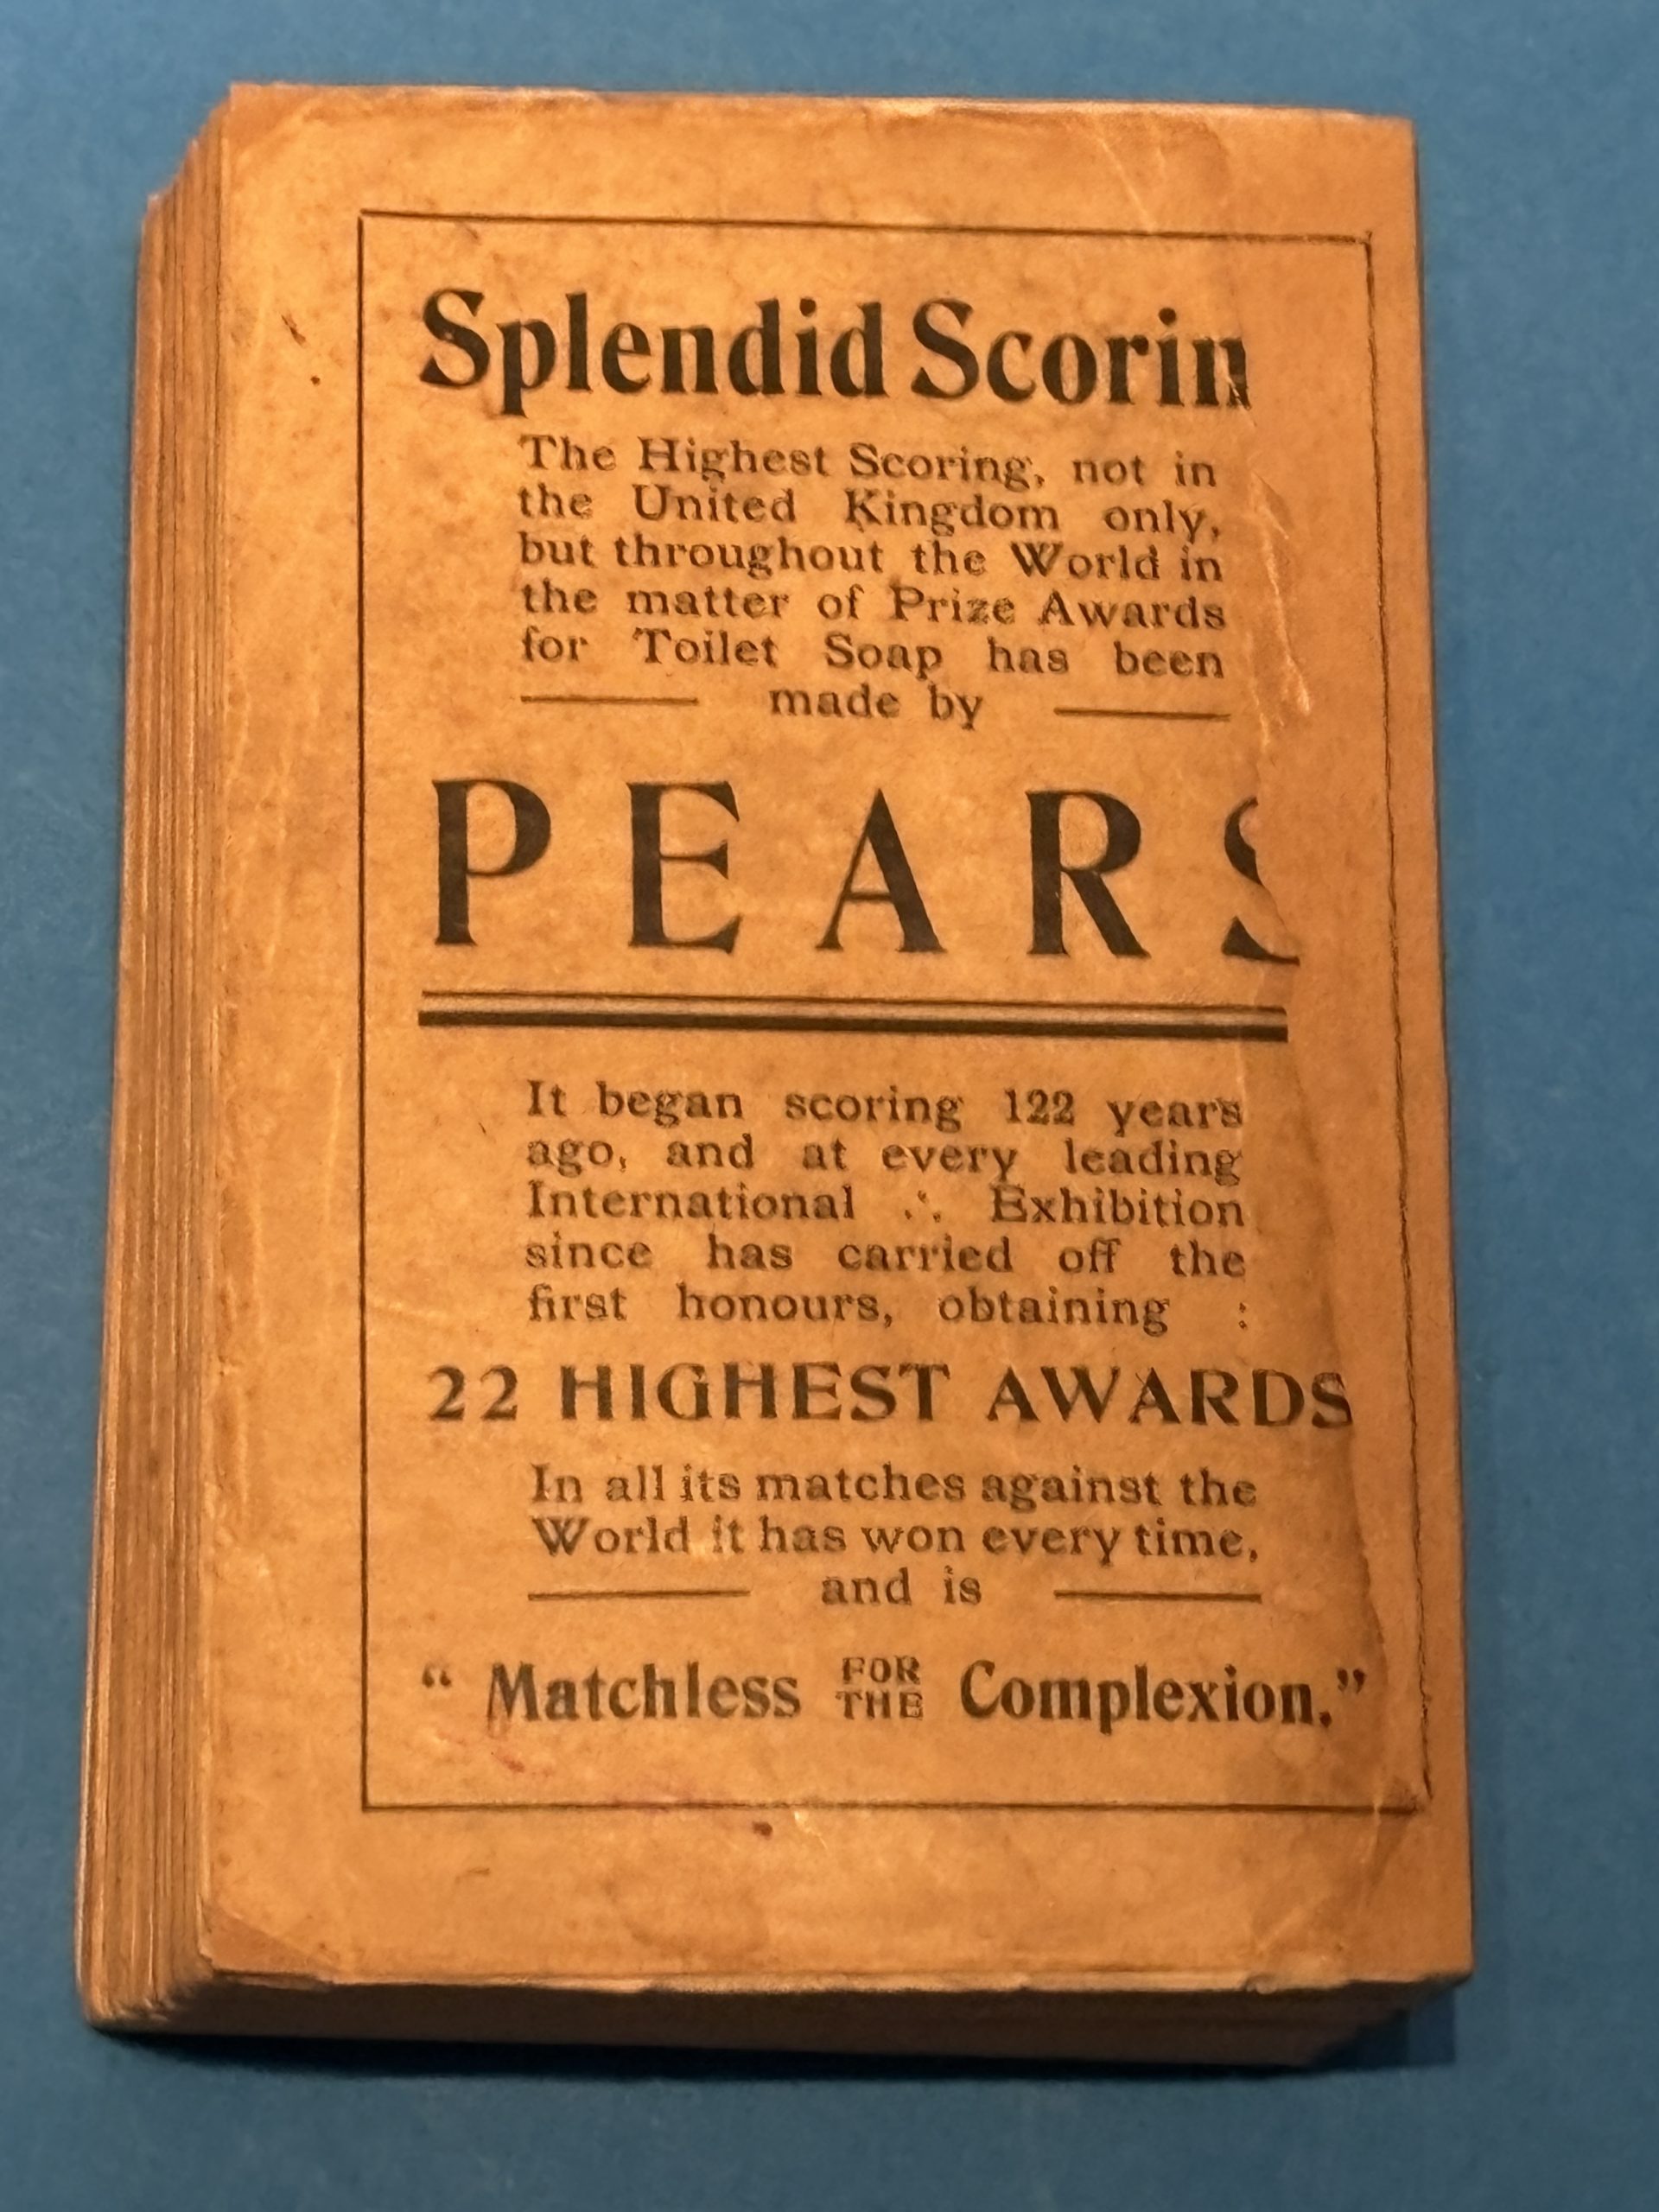 Splendid Scorin
The Highest Scoring, not in
the United Kingdom only,
but throughout the World in
the matter of Prize Awards
for Toilet Soap has been
made by
PEARS
It began scoring 122 years
ago, and at every leading
International ∴ Exhibition
since has carried off the
first honours, obtaining :
22 HIGHEST AWARDS
In all its matches against the
World it has won every time,
and is
“ Matchless FOR THE Complexion.”